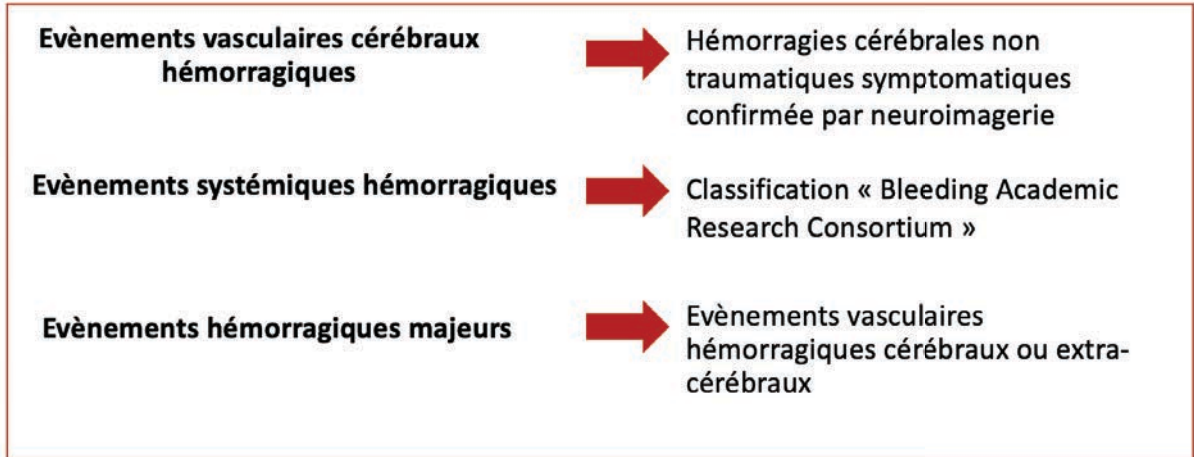 Evènements vasculaires cérébraux
hémorragiques
Hémorragies cérébrales non
traumatiques symptomatiques
confirmée par neuroimagerie
Evènements systémiques hémorragiques
Classification « Bleeding Academic
Research Consortium »
Evènements hémorragiques majeurs
Evènements vasculaires
hémorragiques cérébraux ou extra-
cérébraux